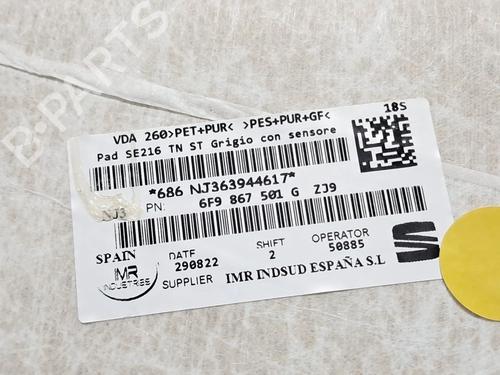 B-PARTS
18S
VDA 260>PET+PUR< >PES+PUR+GF<
Pad SE216 TN ST Grigio con sensore
*686 NJ363944617*
NJ3
PN: 6F9 867 501 G ZJ9
SPAIN
DATE SHIFT OPERATOR
290822 2 50885
IMR
INDUSTRIES
SUPPLIER IMR INDSUD ESPAÑA S.L